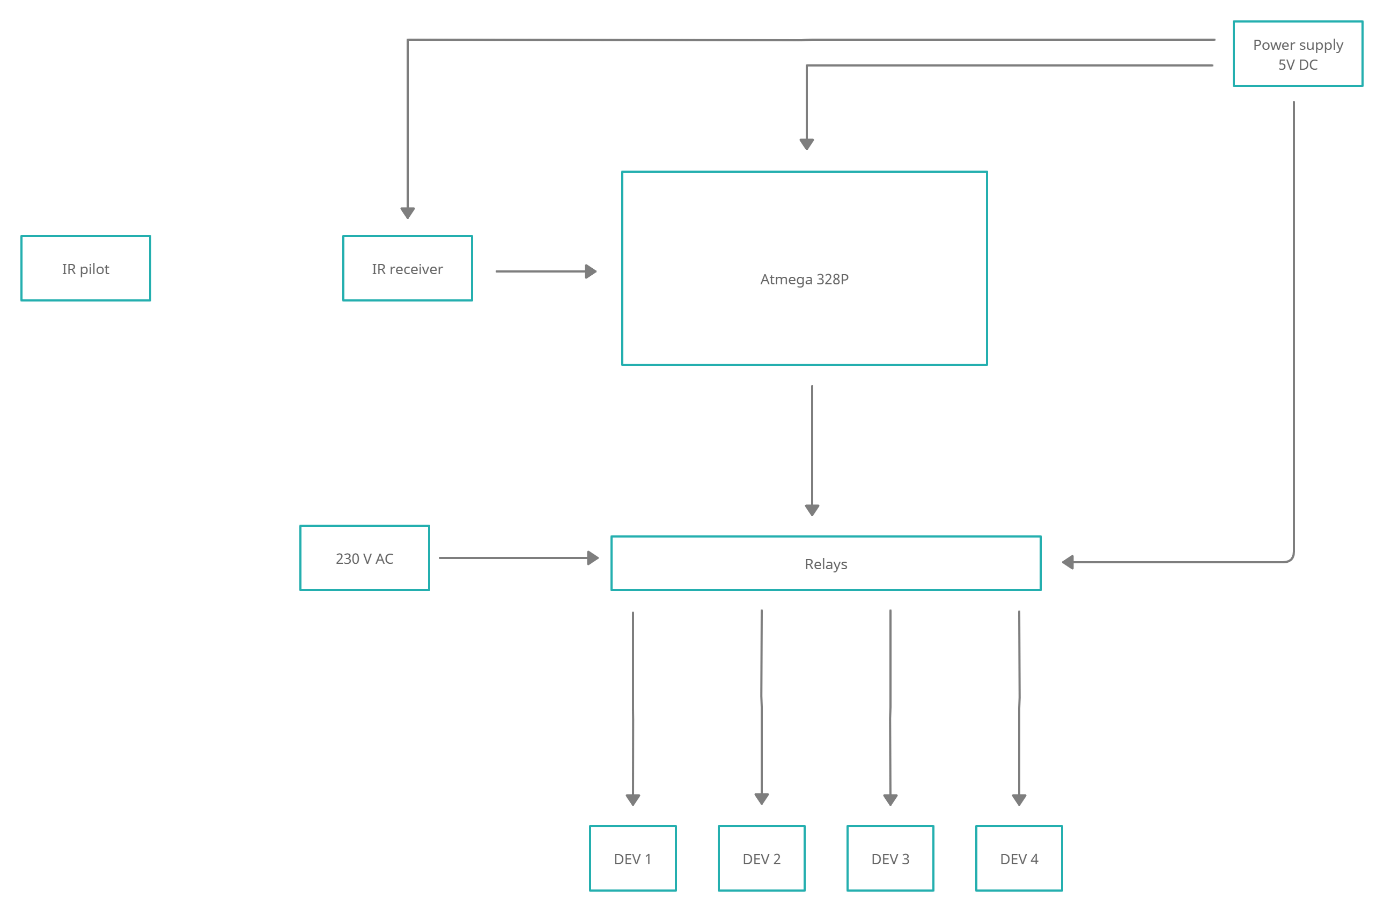 Power supply
5V DC
IR pilot
IR receiver
Atmega 328P
230 V AC
Relays
DEV 1
DEV 2
DEV 3
DEV 4